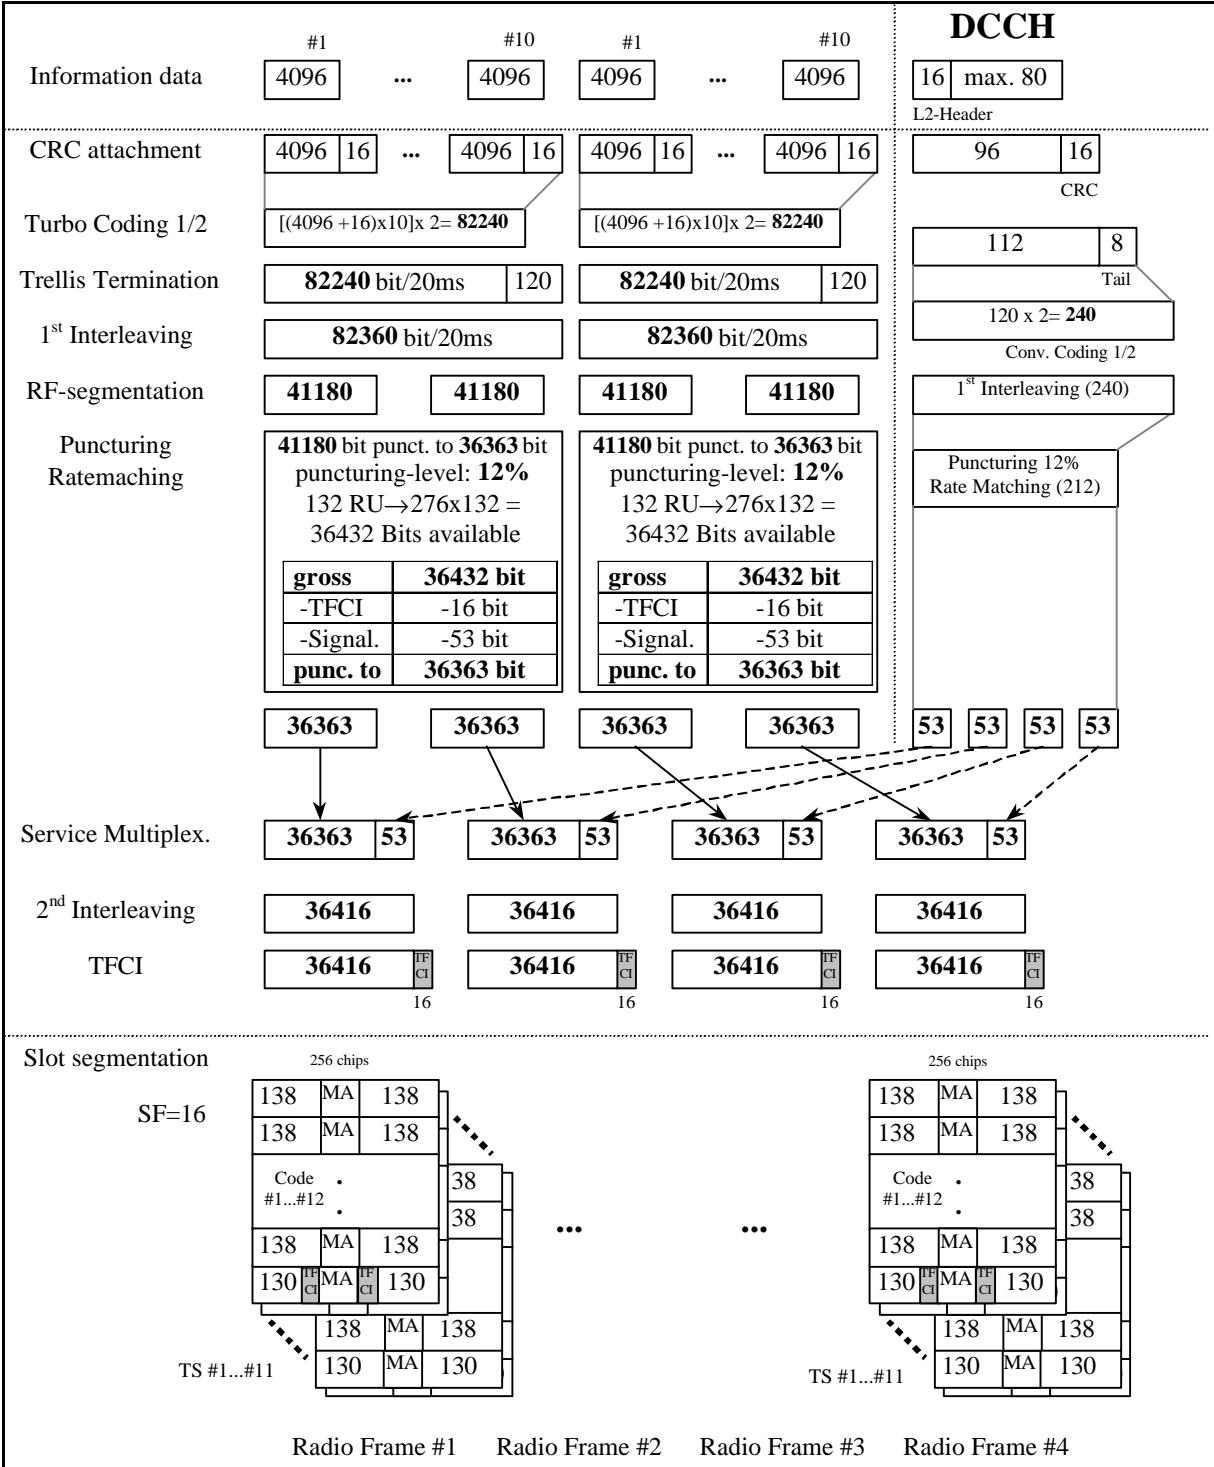 DCCH
#1 #10 #1 #10
Information data 4096 ... 4096 4096 ... 4096 16 max. 80
L2-Header
CRC attachment 4096 16 ... 4096 16 4096 16 ... 4096 16 96 16
CRC
Turbo Coding 1/2 [(4096 +16)x10]x 2= 82240 [(4096 +16)x10]x 2= 82240
112 8
Tail
Trellis Termination 82240 bit/20ms 120 82240 bit/20ms 120
120 x 2= 240
Conv. Coding 1/2
1st Interleaving 82360 bit/20ms 82360 bit/20ms
RF-segmentation 41180 41180 41180 41180 1st Interleaving (240)
Puncturing
Ratemaching
41180 bit punct. to 36363 bit
puncturing-level: 12%
132 RU→276x132 =
36432 Bits available
gross 36432 bit
-TFCI -16 bit
-Signal. -53 bit
punc. to 36363 bit
41180 bit punct. to 36363 bit
puncturing-level: 12%
132 RU→276x132 =
36432 Bits available
gross 36432 bit
-TFCI -16 bit
-Signal. -53 bit
punc. to 36363 bit
Puncturing 12%
Rate Matching (212)
36363 36363 36363 36363 53 53 53 53
Service Multiplex. 36363 53 36363 53 36363 53 36363 53
2nd Interleaving 36416 36416 36416 36416
TFCI 36416 TF CI 36416 TF CI 36416 TF CI 36416 TF CI
16 16 16 16
Slot segmentation
SF=16
256 chips
138 MA 138
138 MA 138
Code
#1...#12
138 MA 138
130 TF CI MA TF CI 130
38
38
138 MA 138
130 MA 130
TS #1...#11
... ...
256 chips
138 MA 138
138 MA 138
Code
#1...#12
138 MA 138
130 TF CI MA TF CI 130
38
38
138 MA 138
130 MA 130
TS #1...#11
Radio Frame #1 Radio Frame #2 Radio Frame #3 Radio Frame #4